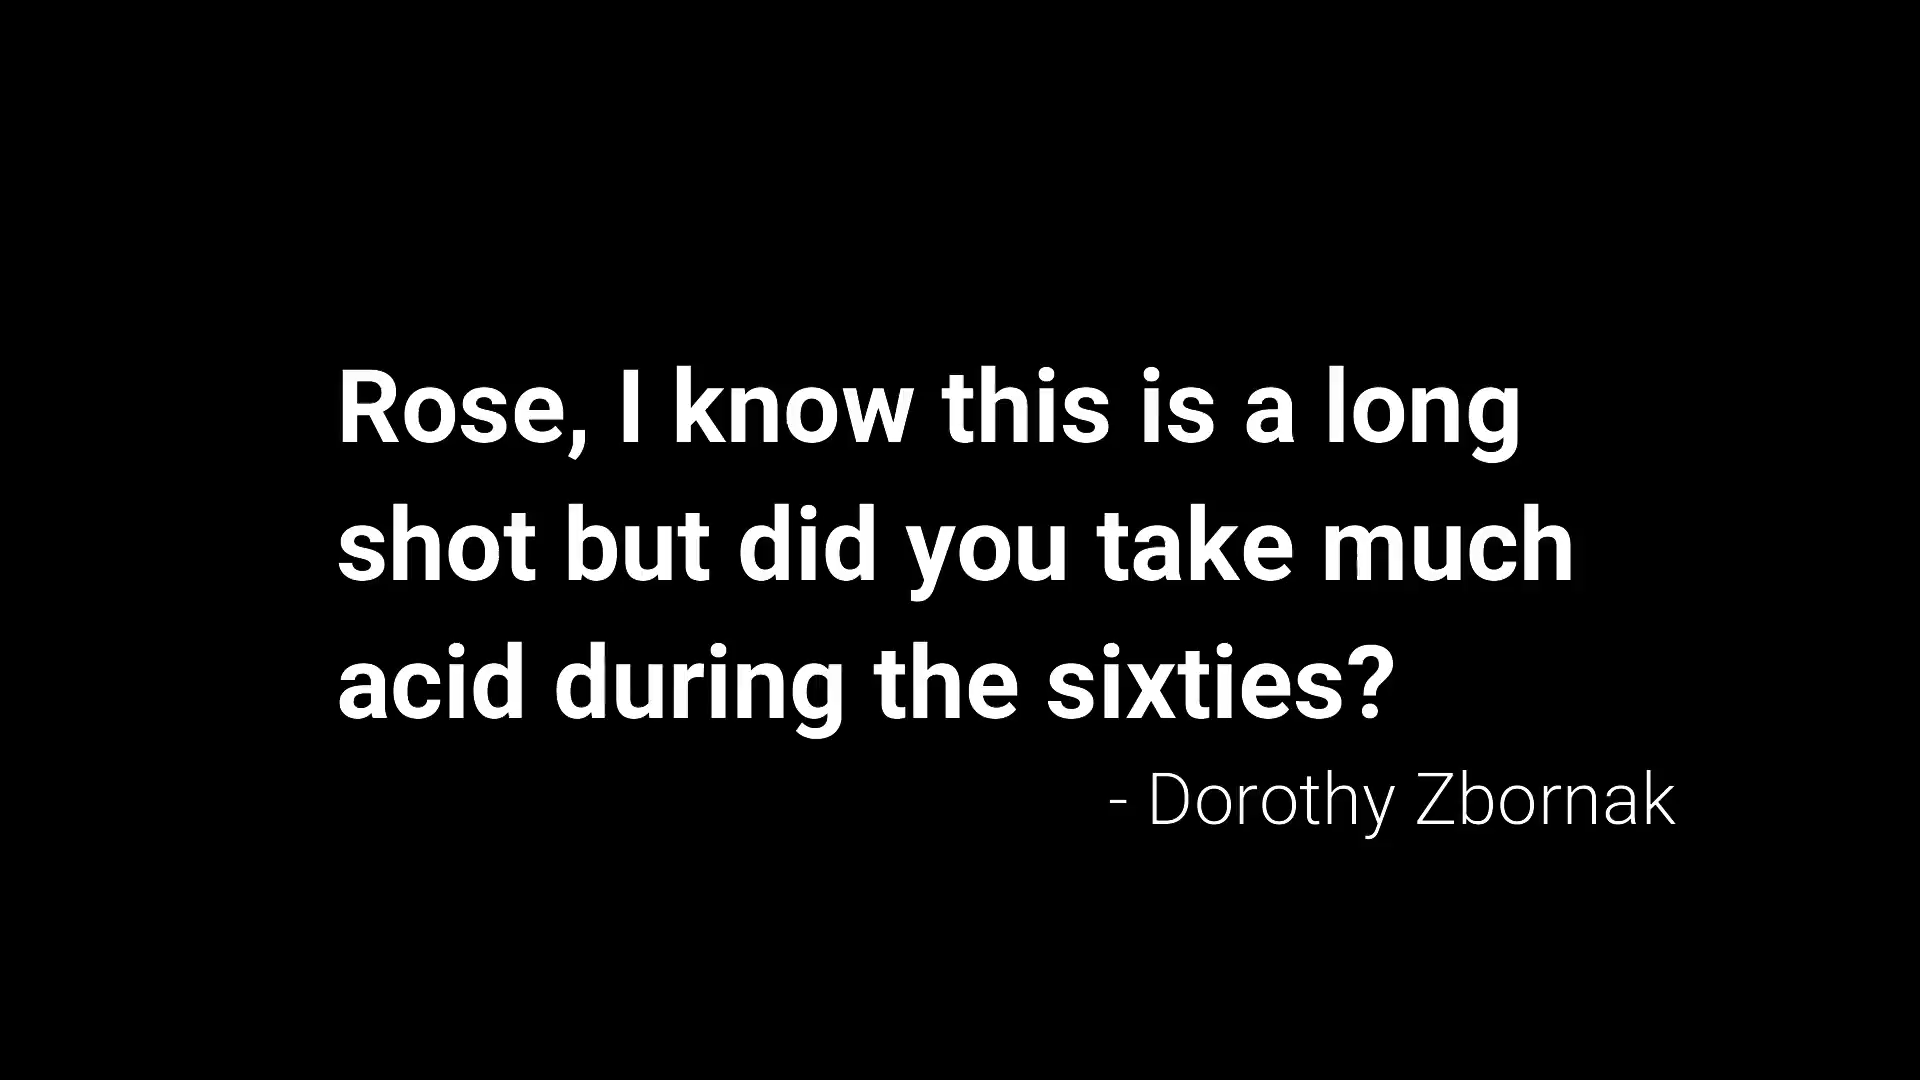 Rose, I know this is a long
shot but did you take much
acid during the sixties?
- Dorothy Zbornak